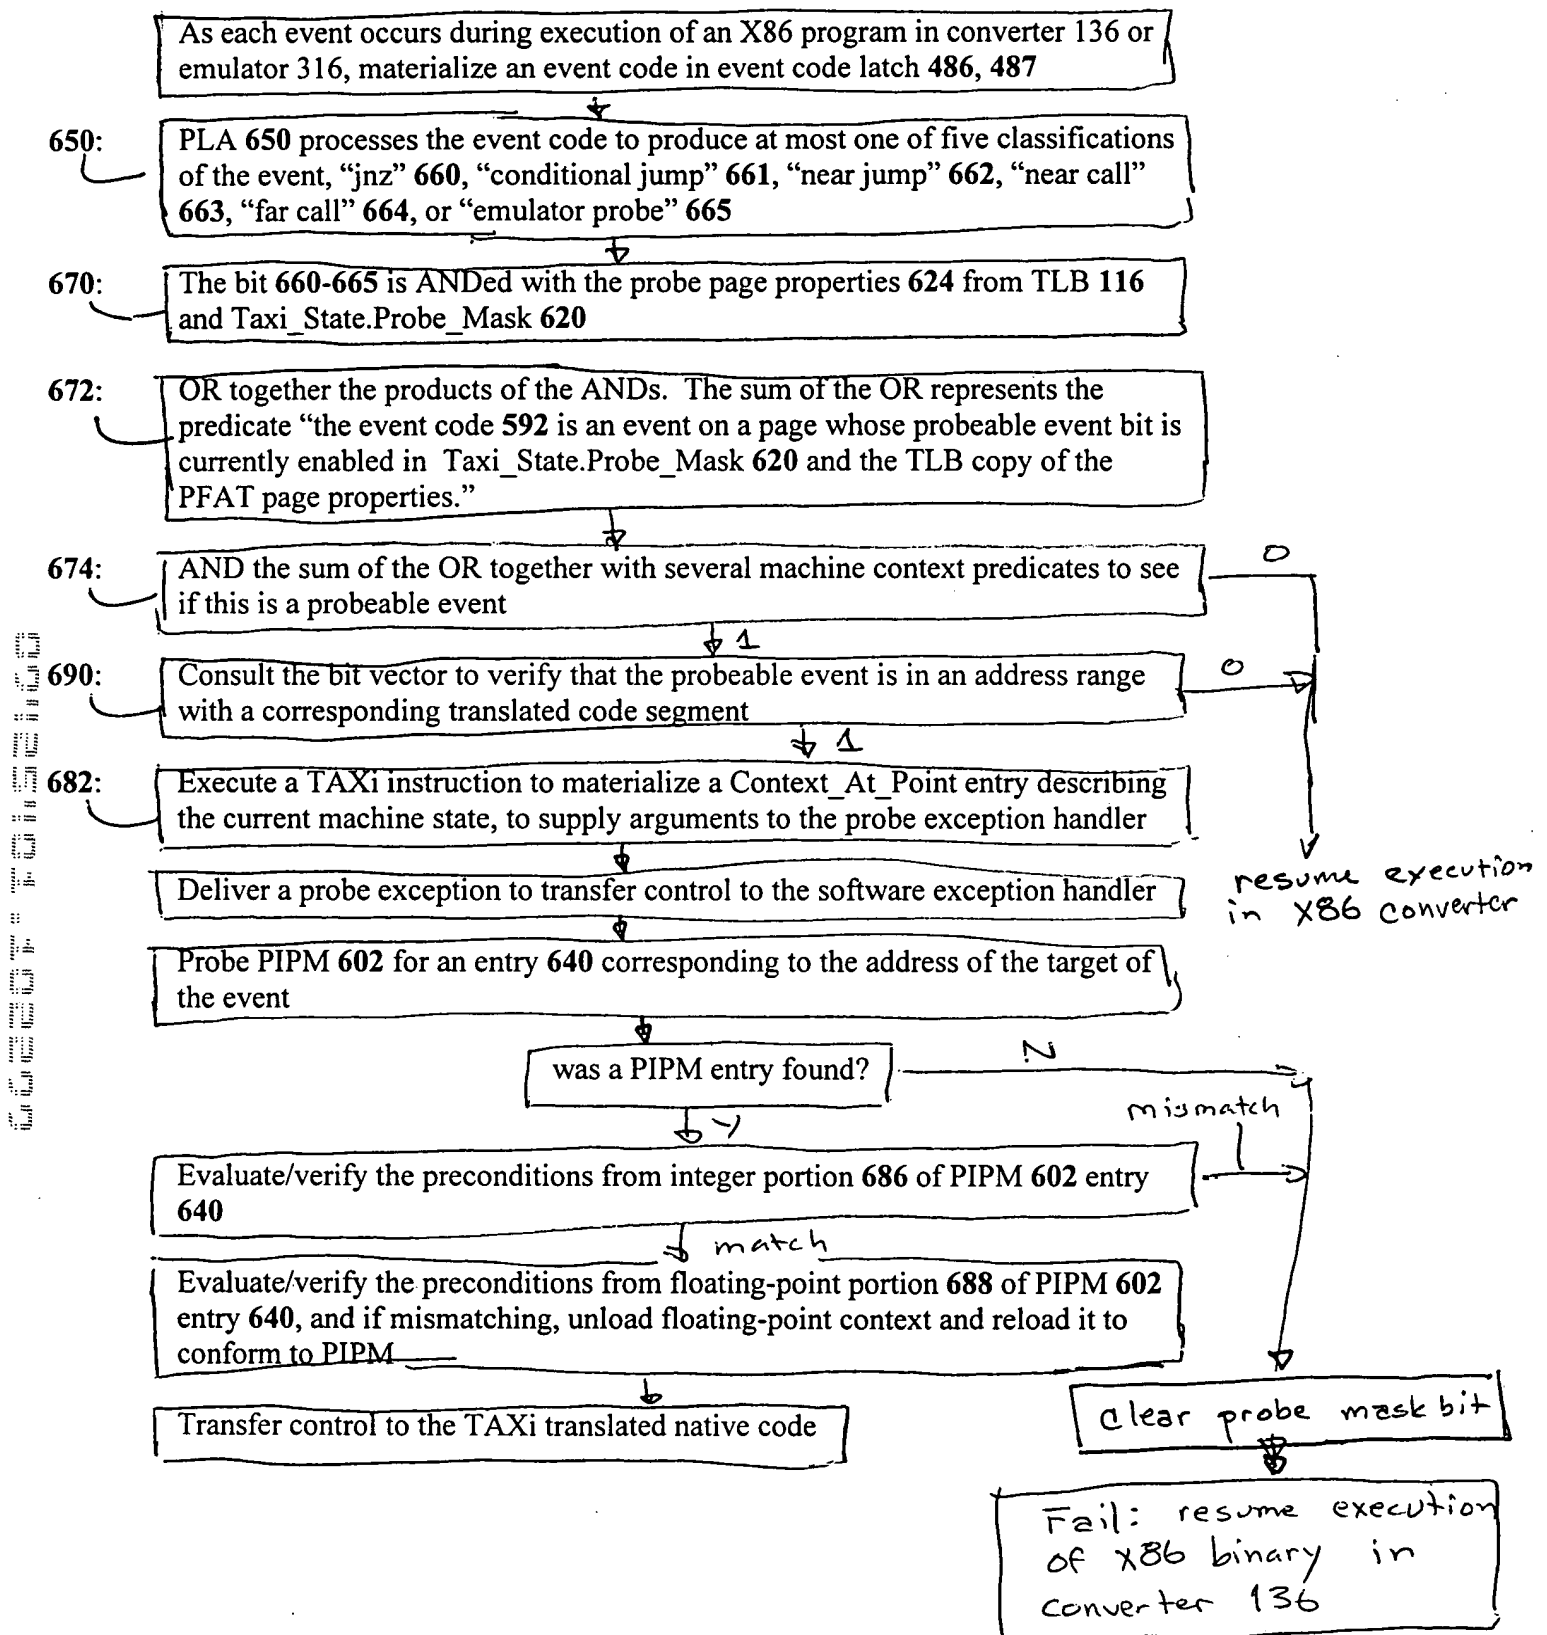 As each event occurs during execution of an X86 program in converter 136 or
emulator 316, materialize an event code in event code latch 486, 487
650:
PLA 650 processes the event code to produce at most one of five classifications
of the event, “jnz” 660, “conditional jump” 661, “near jump” 662, “near call”
663, “far call” 664, or “emulator probe” 665
670:
The bit 660-665 is ANDed with the probe page properties 624 from TLB 116
and Taxi_State.Probe_Mask 620
672:
OR together the products of the ANDs. The sum of the OR represents the
predicate “the event code 592 is an event on a page whose probeable event bit is
currently enabled in Taxi_State.Probe_Mask 620 and the TLB copy of the
PFAT page properties.”
674:
AND the sum of the OR together with several machine context predicates to see
if this is a probeable event
0
1
690:
Consult the bit vector to verify that the probeable event is in an address range
with a corresponding translated code segment
0
1
682:
Execute a TAXi instruction to materialize a Context_At_Point entry describing
the current machine state, to supply arguments to the probe exception handler
resume execution
in X86 converter
Deliver a probe exception to transfer control to the software exception handler
Probe PIPM 602 for an entry 640 corresponding to the address of the target of
the event
was a PIPM entry found?
N
Y
mismatch
Evaluate/verify the preconditions from integer portion 686 of PIPM 602 entry
640
match
Evaluate/verify the preconditions from floating-point portion 688 of PIPM 602
entry 640, and if mismatching, unload floating-point context and reload it to
conform to PIPM
Transfer control to the TAXi translated native code
clear probe mask bit
Fail: resume execution
of X86 binary in
converter 136